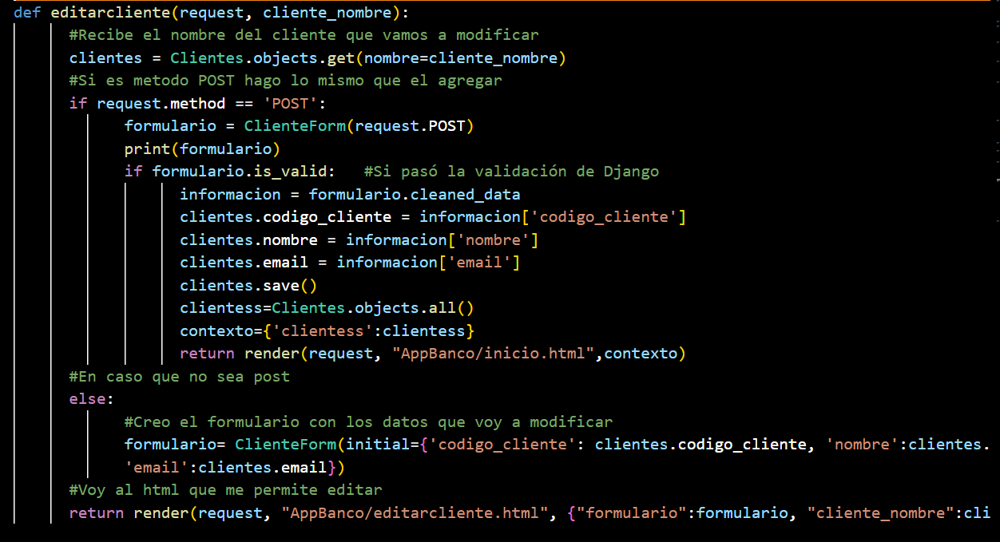 def editarcliente(request, cliente_nombre):
#Recibe el nombre del cliente que vamos a modificar
clientes = Clientes.objects.get(nombre=cliente_nombre)
#Si es metodo POST hago lo mismo que el agregar
if request.method == 'POST':
formulario = ClienteForm(request.POST)
print(formulario)
if formulario.is_valid:   #Si pasó la validación de Django
informacion = formulario.cleaned_data
clientes.codigo_cliente = informacion['codigo_cliente']
clientes.nombre = informacion['nombre']
clientes.email = informacion['email']
clientes.save()
clientess=Clientes.objects.all()
contexto={'clientess':clientess}
return render(request, "AppBanco/inicio.html",contexto)
#En caso que no sea post
else:
#Creo el formulario con los datos que voy a modificar
formulario= ClienteForm(initial={'codigo_cliente': clientes.codigo_cliente, 'nombre':clientes.
'email':clientes.email})
#Voy al html que me permite editar
return render(request, "AppBanco/editarcliente.html", {"formulario":formulario, "cliente_nombre":cli